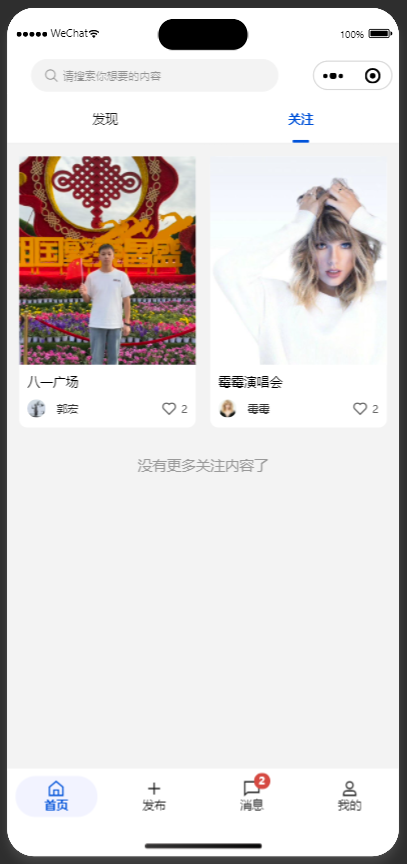 WeChat
100%
请搜索你想要的内容
发现
关注
八一广场
郭宏
2
霉霉演唱会
霉霉
2
没有更多关注内容了
首页
发布
2
消息
我的